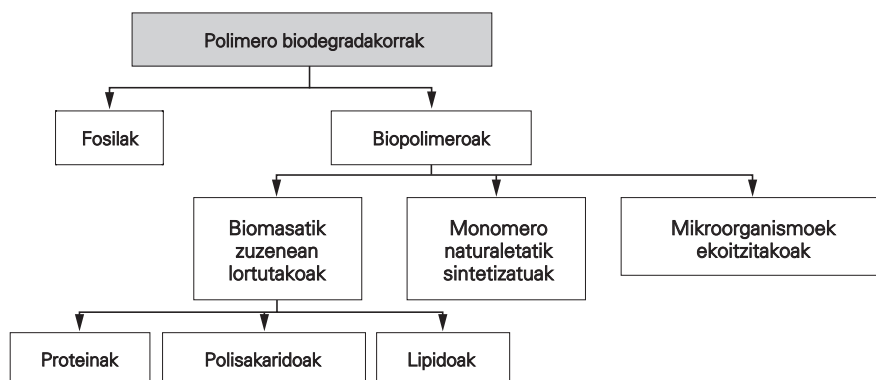 Polimero biodegradakorrak
Fosilak
Biopolimeroak
Biomasatik
zuzenean
lortutakoak
Monomero
naturaletatik
sintetizatuak
Mikroorganismoek
ekoitzitakoak
Proteinak
Polisakaridoak
Lipidoak